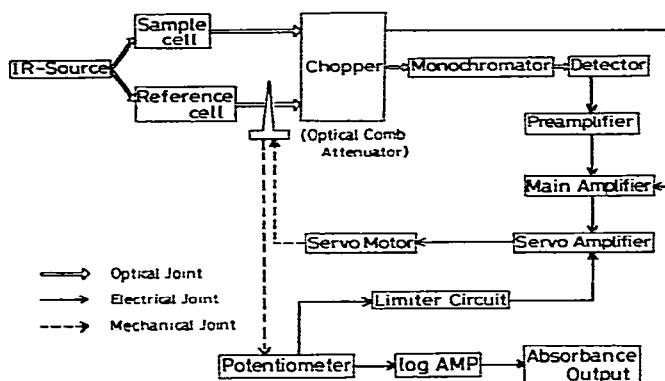 Sample
cell
IR-Source
Reference
cell
Chopper
Monochromator
Detector
(Optical Comb
Attenuator)
Preamplifier
Main Amplifier
Servo Motor
Servo Amplifier
Optical Joint
Electrical Joint
Mechanical Joint
Limiter Circuit
Potentiometer
log AMP
Absorbance
Output